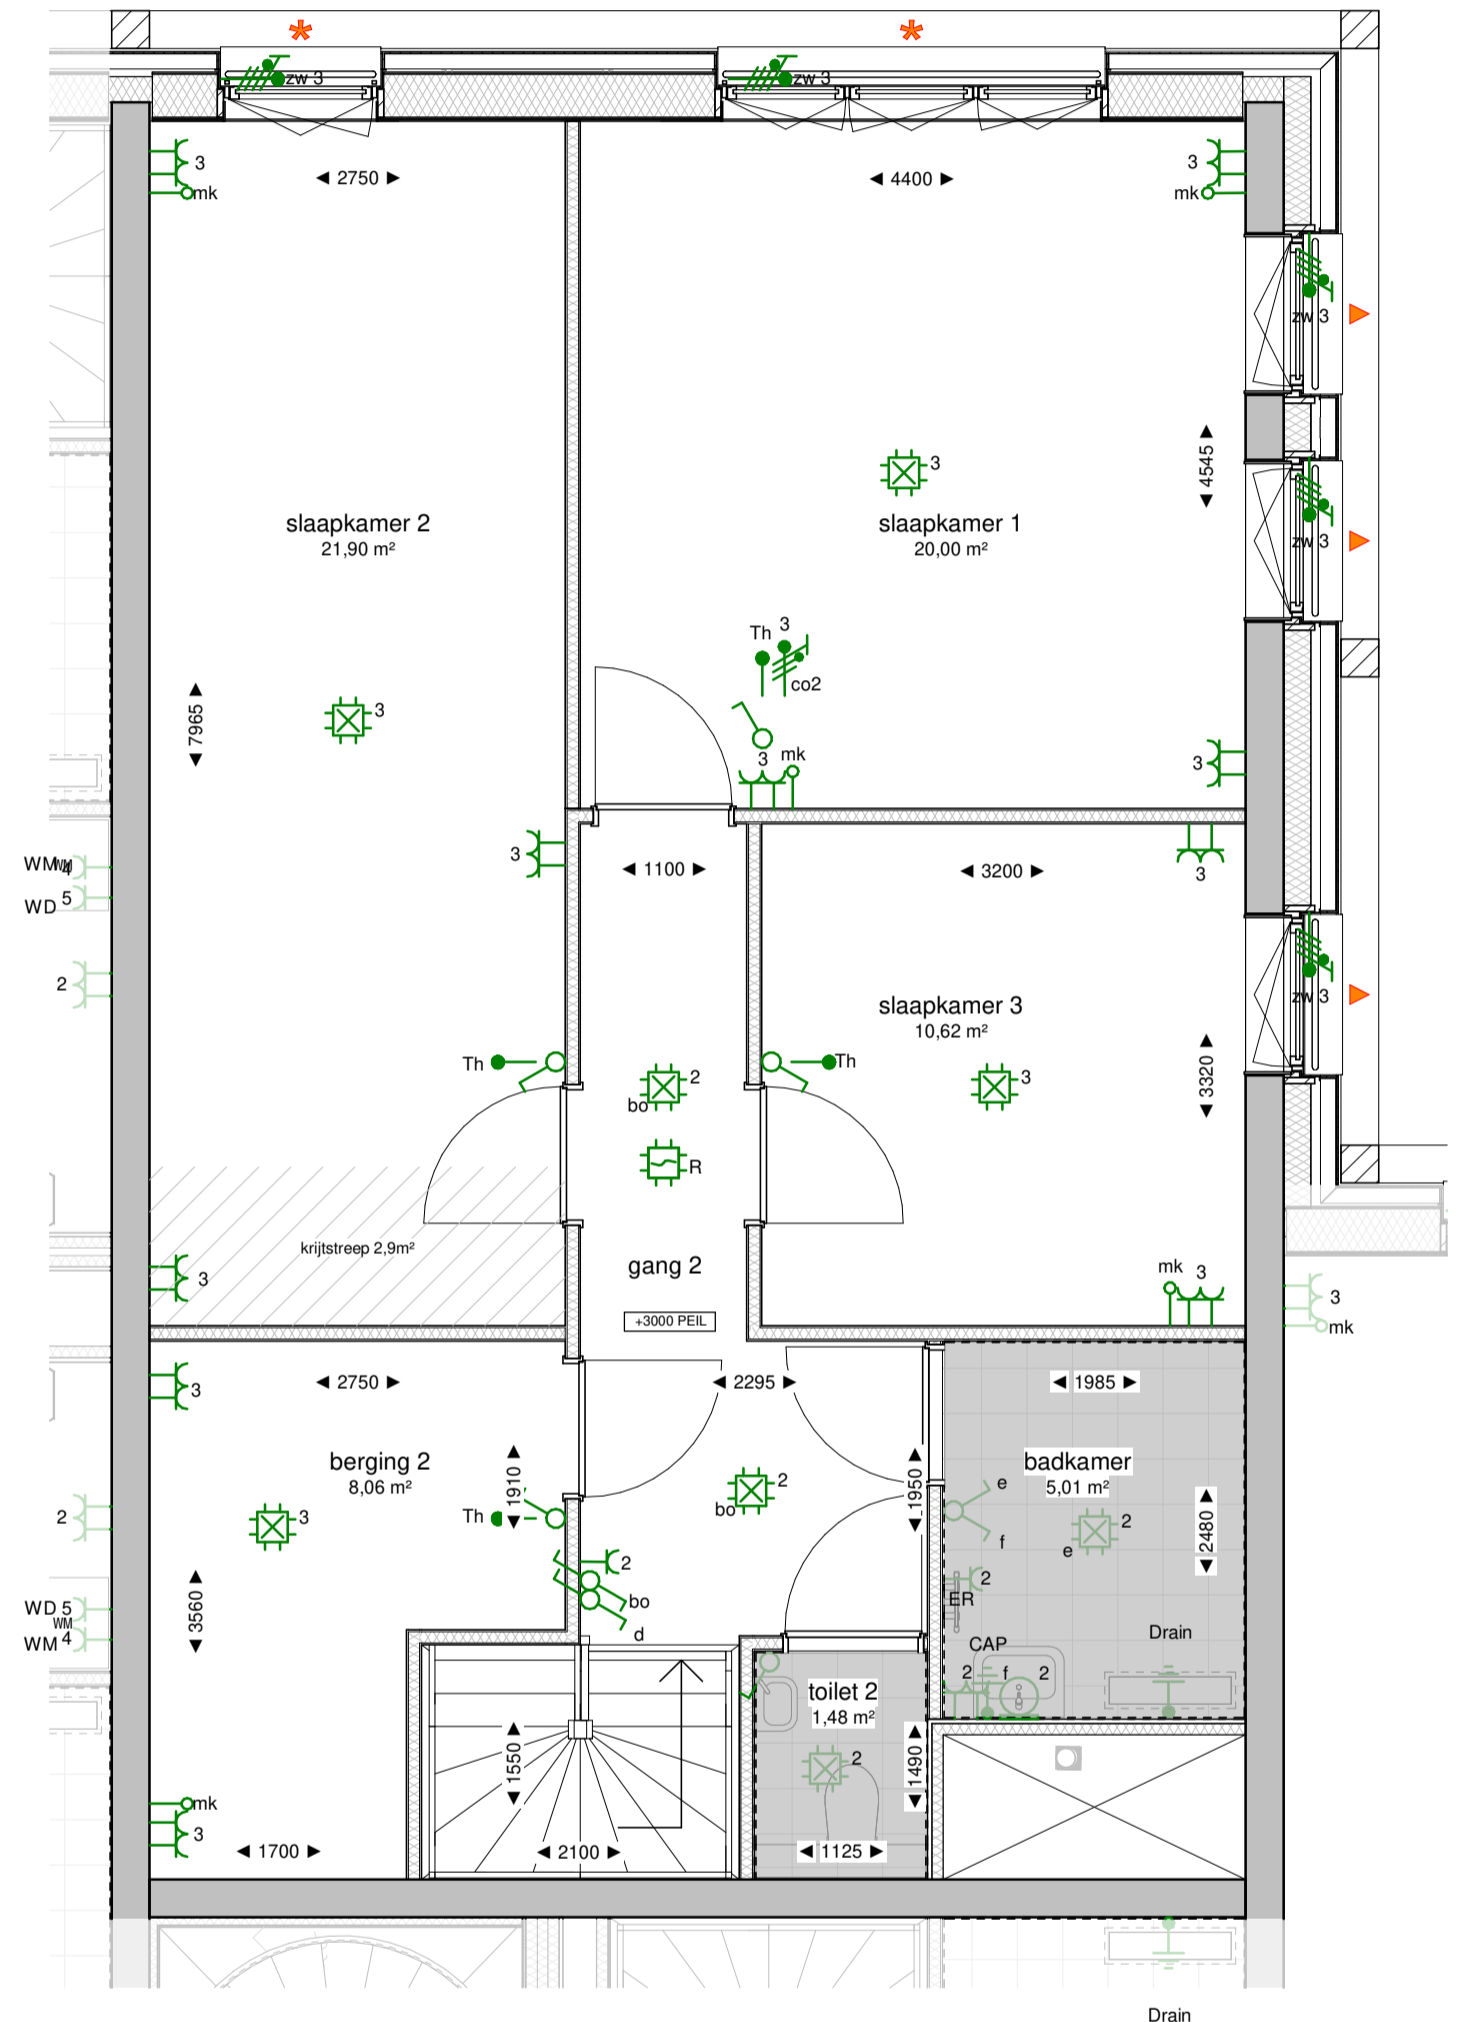 zw 3
zw 3
3
mk
2750
4400
3
mk
zw 3
zw 3
4545
3
slaapkamer 2
21,90 m²
slaapkamer 1
20,00 m²
Th
3
co2
3
7965
3
mk
3
WM
WM
4
WD
5
2
3
1100
3200
3
slaapkamer 3
10,62 m²
zw 3
Th
Th
2
bo
3
3320
R
krijtstreep 2,9m²
gang 2
3
+3000 PEIL
mk
3
3
mk
3
2750
2295
1985
berging 2
8,06 m²
1910
1950
badkamer
5,01 m²
2480
3
Th
2
bo
e
f
2
e
2
2
bo
d
2
ER
3560
WD 5
WM
WM 4
CAP
Drain
2
f
2
toilet 2
1,48 m²
1550
1490
2
mk
3
1700
2100
1125
Drain